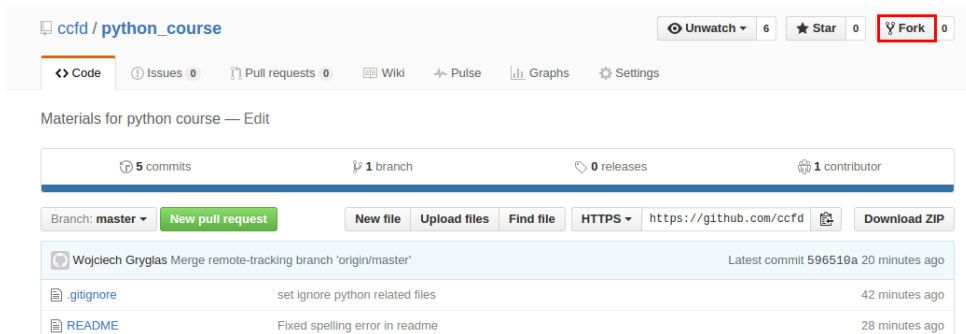 ccfd / python_course Unwatch 6 Star 0 Fork 0
Code Issues 0 Pull requests 0 Wiki Pulse Graphs Settings
Materials for python course — Edit
5 commits 1 branch 0 releases 1 contributor
Branch: master New pull request New file Upload files Find file HTTPS https://github.com/ccfd Download ZIP
Wojciech Gryglas Merge remote-tracking branch 'origin/master' Latest commit 596510a 20 minutes ago
.gitignore set ignore python related files 42 minutes ago
README Fixed spelling error in readme 28 minutes ago